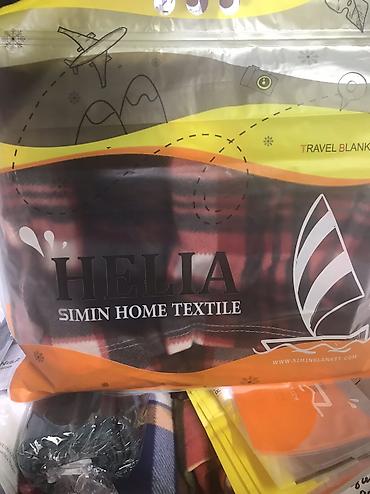 TRAVEL BLANK
HELIA
SIMIN HOME TEXTILE
WWW.SIMINBLANKET.COM